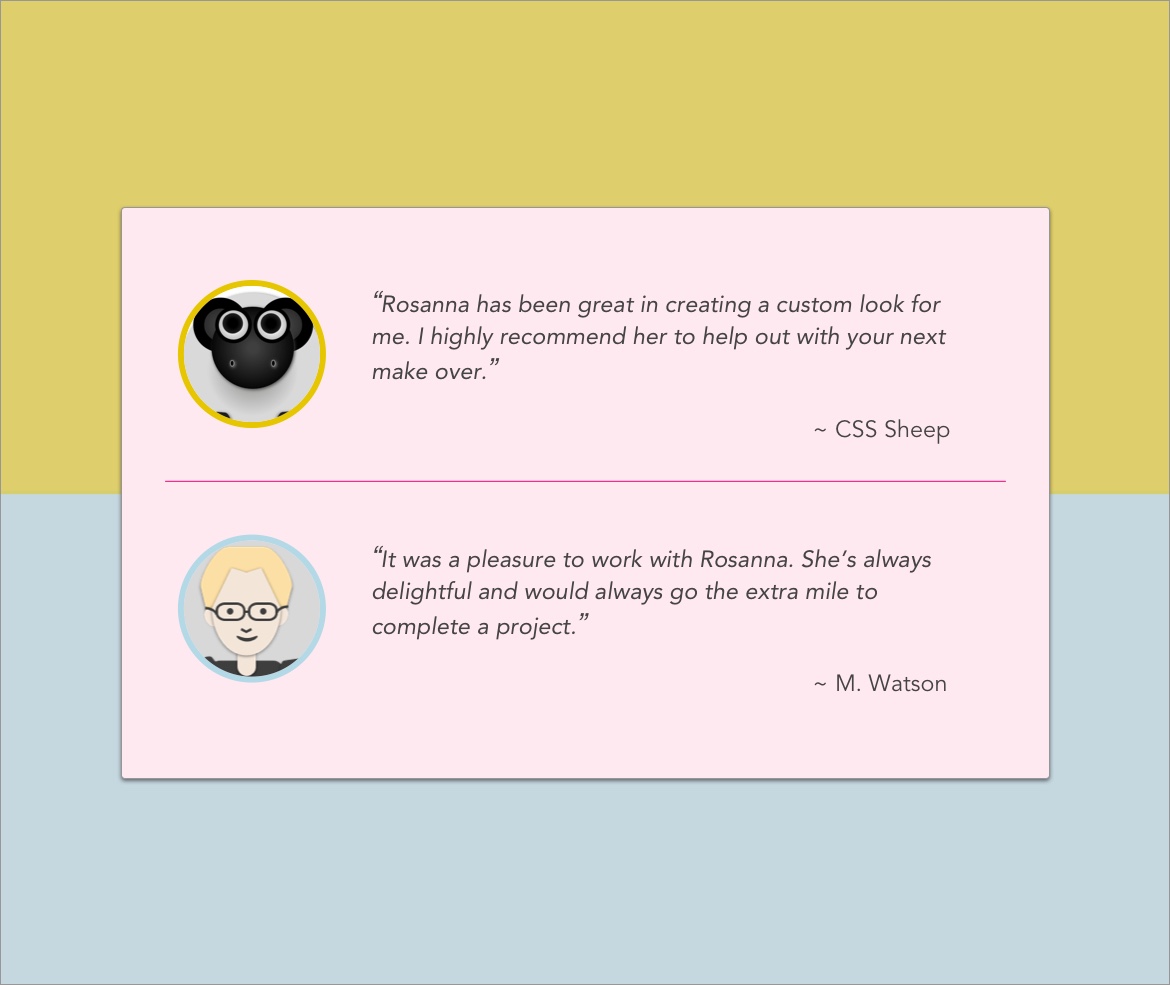 “Rosanna has been great in creating a custom look for
me. I highly recommend her to help out with your next
make over.”
~ CSS Sheep
“It was a pleasure to work with Rosanna. She’s always
delightful and would always go the extra mile to
complete a project.”
~ M. Watson